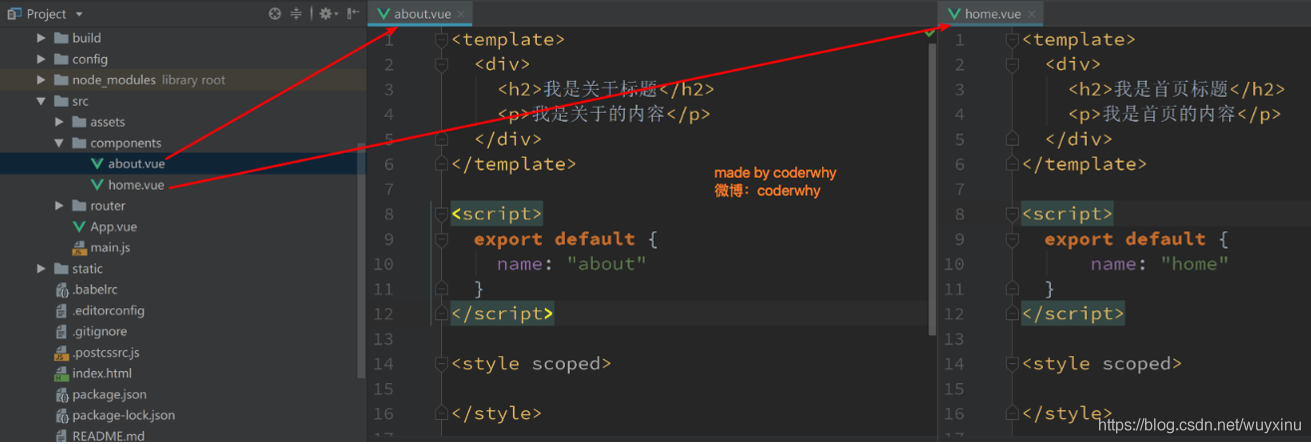 Project
build
config
node_modules library root
src
assets
components
about.vue
home.vue
router
App.vue
main.js
static
.babelrc
.editorconfig
.gitignore
.postcssrc.js
index.html
package.json
package-lock.json
README.md
about.vue
1 <template>
2 <div>
3 <h2>我是关于标题</h2>
4 <p>我是关于的内容</p>
5 </div>
6 </template>
7
8 <script>
9 export default {
10 name: "about"
11 }
12 </script>
13
14 <style scoped>
15
16 </style>
17
made by coderwhy
微博：coderwhy
home.vue
1 <template>
2 <div>
3 <h2>我是首页标题</h2>
4 <p>我是首页的内容</p>
5 </div>
6 </template>
7
8 <script>
9 export default {
10 name: "home"
11 }
12 </script>
13
14 <style scoped>
15
16 </style>
17
https://blog.csdn.net/wuyxinu